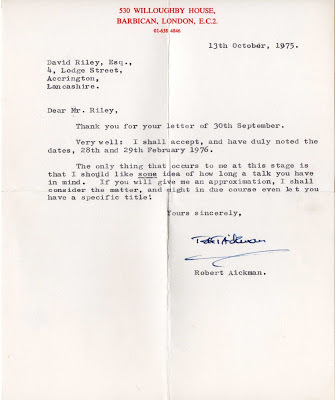 530 WILLOUGHBY HOUSE,
BARBICAN, LONDON, E.C.2.
01-638 4846
13th October, 1975.
David Riley, Esq.,
4, Lodge Street,
Accrington,
Lancashire.
Dear Mr. Riley,
Thank you for your letter of 30th September.
Very well: I shall accept, and have duly noted the
dates, 28th and 29th February 1976.
The only thing that occurs to me at this stage is
that I should like some idea of how long a talk you have
in mind. If you will give me an approximation, I shall
consider the matter, and might in due course even let you
have a specific title!
Yours sincerely,
Robert Aickman
Robert Aickman.